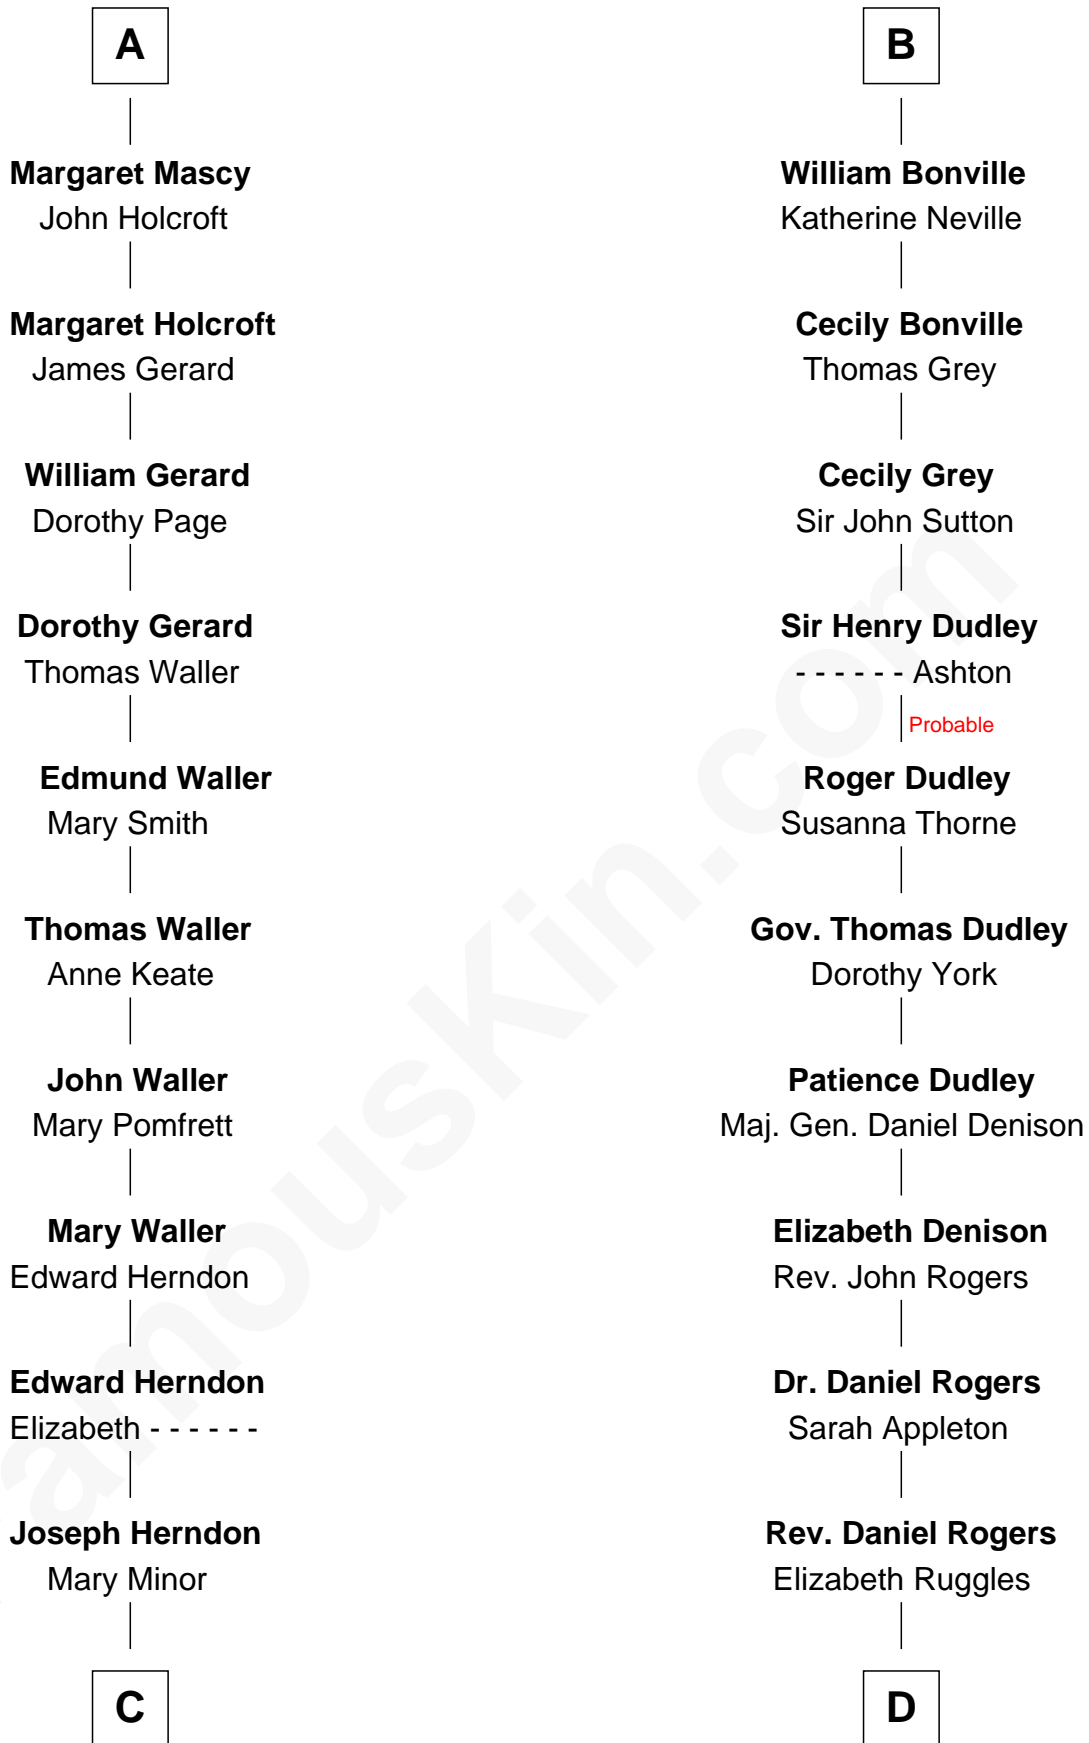 A
Margaret Mascy
John Holcroft
Margaret Holcroft
James Gerard
William Gerard
Dorothy Page
Dorothy Gerard
Thomas Waller
Edmund Waller
Mary Smith
Thomas Waller
Anne Keate
John Waller
Mary Pomfrett
Mary Waller
Edward Herndon
Edward Herndon
Elizabeth - - - - - -
Joseph Herndon
Mary Minor
C
B
William Bonville
Katherine Neville
Cecily Bonville
Thomas Grey
Cecily Grey
Sir John Sutton
Sir Henry Dudley
- - - - - - Ashton
Probable
Roger Dudley
Susanna Thorne
Gov. Thomas Dudley
Dorothy York
Patience Dudley
Maj. Gen. Daniel Denison
Elizabeth Denison
Rev. John Rogers
Dr. Daniel Rogers
Sarah Appleton
Rev. Daniel Rogers
Elizabeth Ruggles
D
famouskin.com